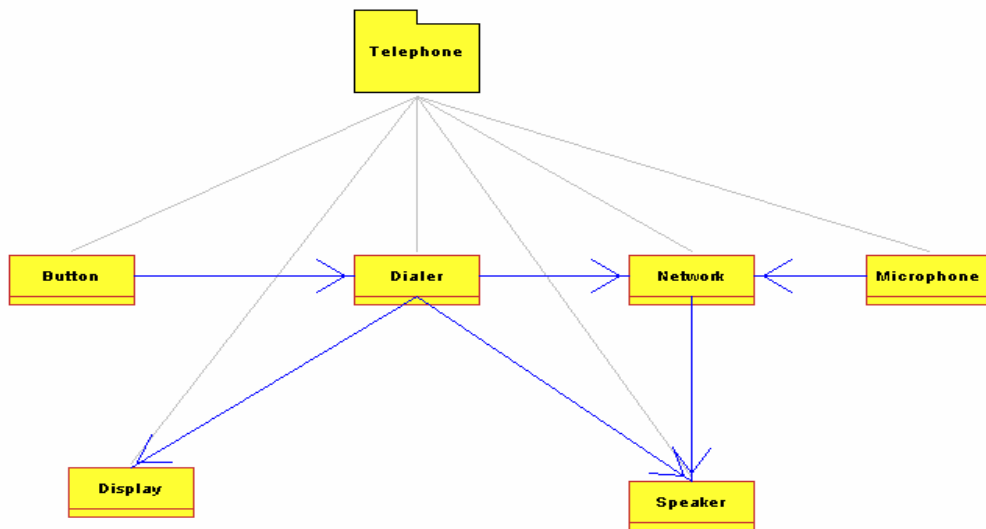 Telephone
Button
Dialer
Network
Microphone
Display
Speaker